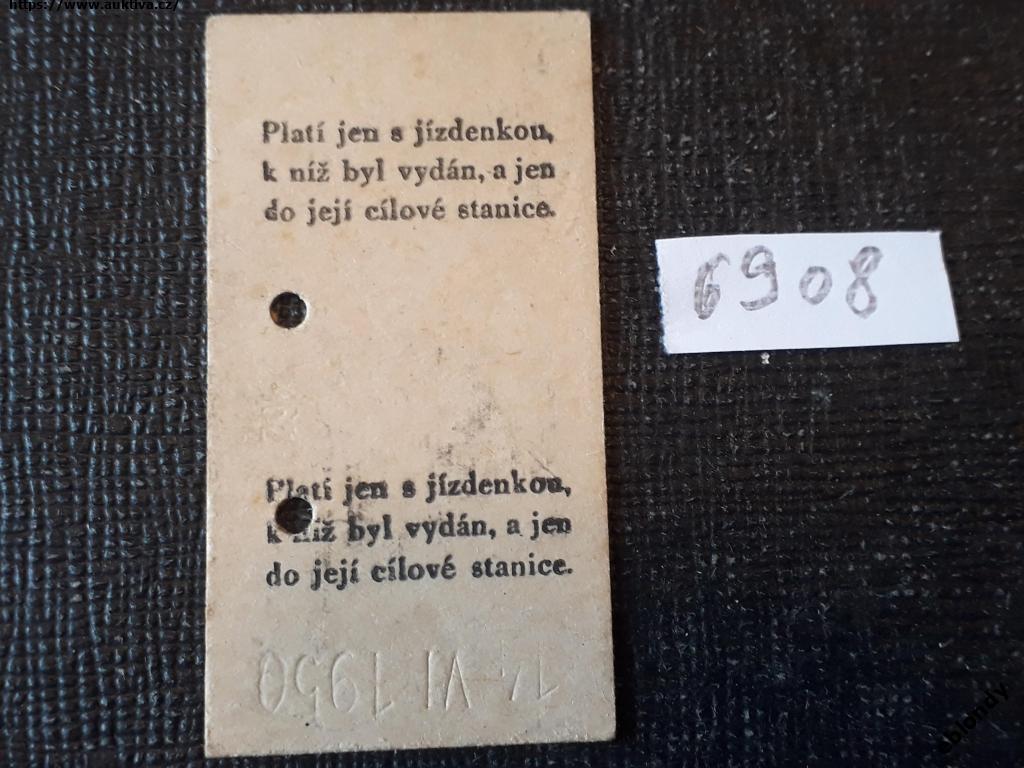 https://www.auktiva.cz/
Platí jen s jízdenkou,
k níž byl vydán, a jen
do její cílové stanice.
6908
Platí jen s jízdenkou,
k níž byl vydán, a jen
do její cílové stanice.
14 VI 1950
oblondy